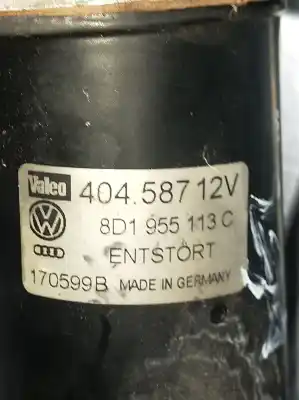 Valeo 404.587 12V
8D1 955 113 C
ENTSTÖRT
170599B MADE IN GERMANY